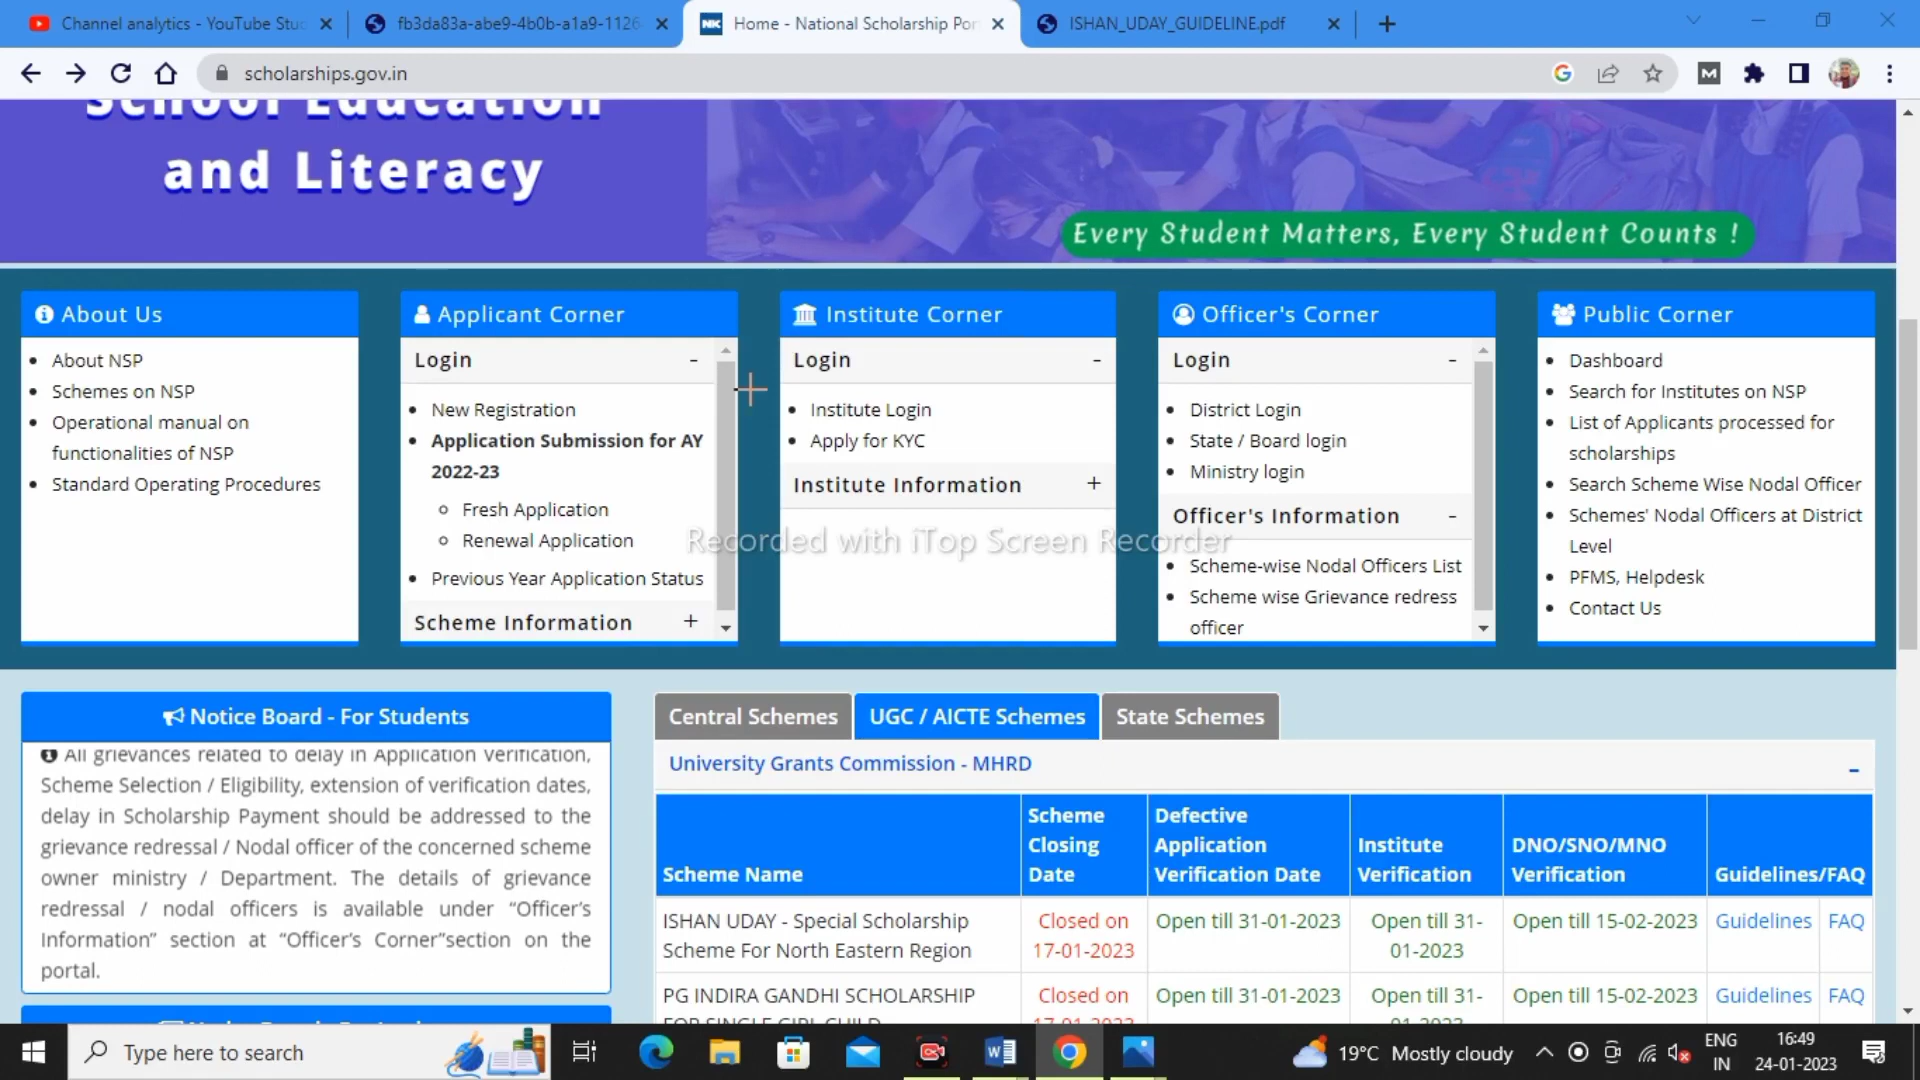 Channel analytics - YouTube Stu
fb3da83a-abe9-4b0b-a1a9-1126
Home - National Scholarship Por
ISHAN_UDAY_GUIDELINE.pdf
scholarships.gov.in
School Education
and Literacy
Every Student Matters, Every Student Counts !
About Us
About NSP
Schemes on NSP
Operational manual on
functionalities of NSP
Standard Operating Procedures
Applicant Corner
Login -
New Registration
Application Submission for AY
2022-23
Fresh Application
Renewal Application
Previous Year Application Status
Scheme Information +
Institute Corner
Login -
Institute Login
Apply for KYC
Institute Information +
Officer's Corner
Login -
District Login
State / Board login
Ministry login
Officer's Information -
Scheme-wise Nodal Officers List
Scheme wise Grievance redress
officer
Public Corner
Dashboard
Search for Institutes on NSP
List of Applicants processed for
scholarships
Search Scheme Wise Nodal Officer
Schemes' Nodal Officers at District
Level
PFMS, Helpdesk
Contact Us
Recorded with iTop Screen Recorder
Notice Board - For Students
All grievances related to delay in Application Verification,
Scheme Selection / Eligibility, extension of verification dates,
delay in Scholarship Payment should be addressed to the
grievance redressal / Nodal officer of the concerned scheme
owner ministry / Department. The details of grievance
redressal / nodal officers is available under “Officer’s
Information” section at “Officer’s Corner”section on the
portal.
Central Schemes
UGC / AICTE Schemes
State Schemes
University Grants Commission - MHRD -
Scheme Name
Scheme
Closing
Date
Defective
Application
Verification Date
Institute
Verification
DNO/SNO/MNO
Verification
Guidelines/FAQ
ISHAN UDAY - Special Scholarship
Scheme For North Eastern Region
Closed on
17-01-2023
Open till 31-01-2023
Open till 31-
01-2023
Open till 15-02-2023
Guidelines
FAQ
PG INDIRA GANDHI SCHOLARSHIP
FOR SINGLE GIRL CHILD
Closed on
17-01-2023
Open till 31-01-2023
Open till 31-
01-2023
Open till 15-02-2023
Guidelines
FAQ
Type here to search
19°C Mostly cloudy
ENG
IN
16:49
24-01-2023